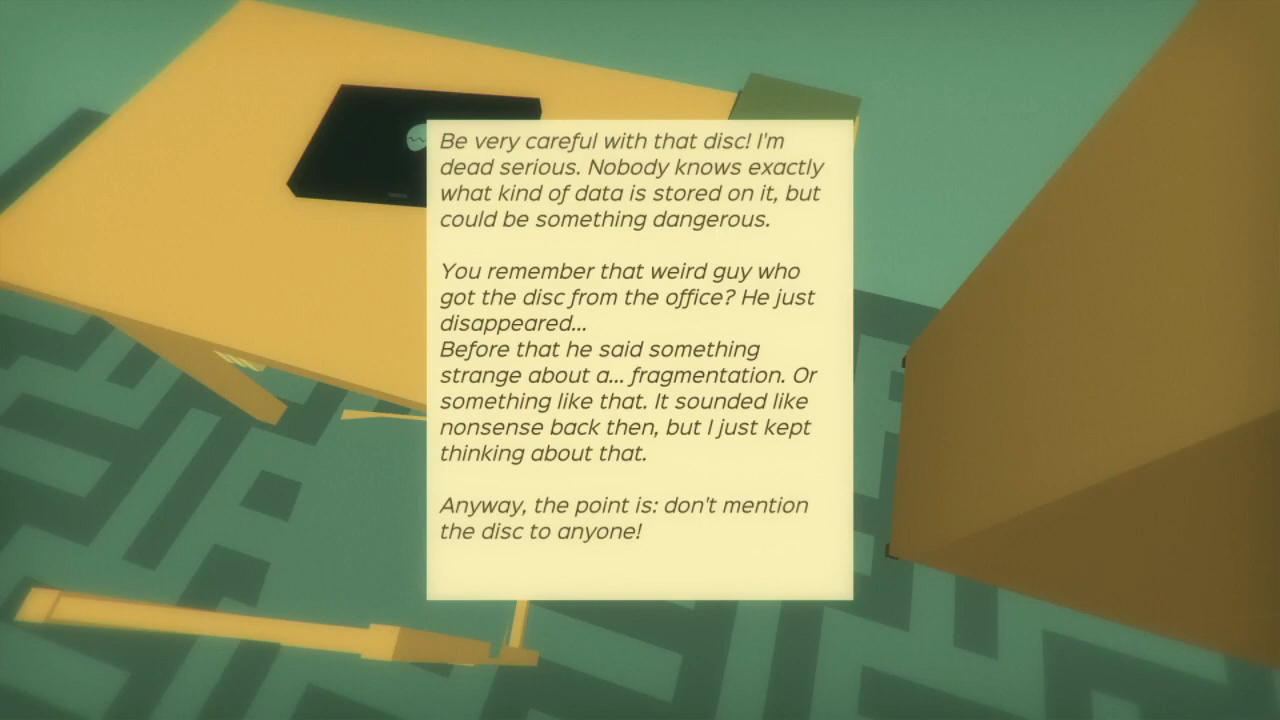 Be very careful with that disc! I'm
dead serious. Nobody knows exactly
what kind of data is stored on it, but
could be something dangerous.
You remember that weird guy who
got the disc from the office? He just
disappeared...
Before that he said something
strange about a... fragmentation. Or
something like that. It sounded like
nonsense back then, but I just kept
thinking about that.
Anyway, the point is: don't mention
the disc to anyone!